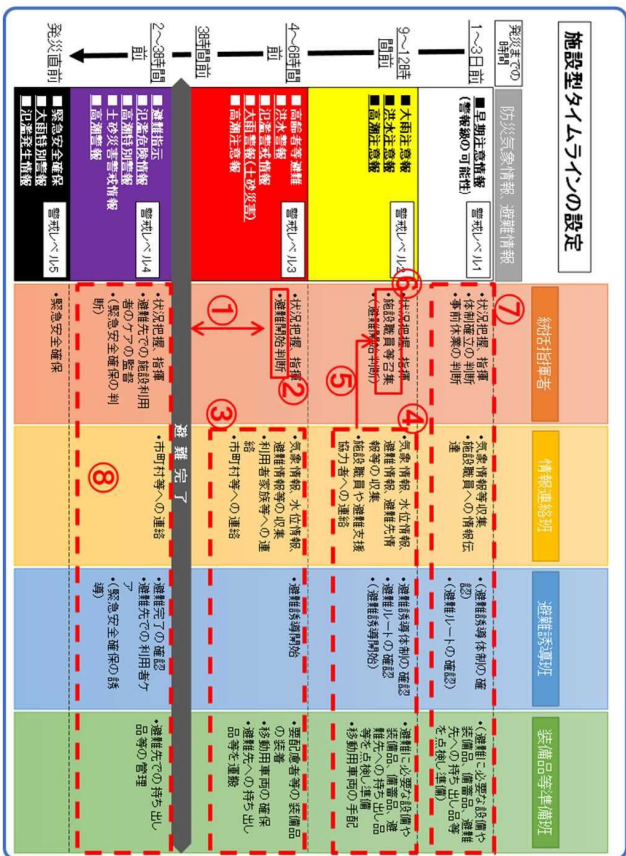 施設型タイムラインの設定
発災までの
時間
防災気象情報、避難情報
統括指揮者
情報連絡班
避難誘導班
装備品等準備班
1～3日前
■早期注意情報
(警報級の可能性)
警戒レベル1
⑦
•状況把握、指揮
•体制確立の判断
•事前休業の判断
•気象情報等収集
•施設職員への情報伝
達
•(避難誘導体制の確
認)
•(避難ルートの確認)
•(避難に必要な設備や
装備品、備蓄品、避難
先への持ち出し品等
を点検し準備)
9～12時
間前
■大雨注意報
■洪水注意報
■高潮注意報
警戒レベル2
⑥
•状況把握、指揮
•施設職員等召集
(避難開始判断)
⑤
④
•気象情報、水位情報、
避難情報、避難先情
報等の収集
•施設職員や避難支援
協力者への連絡
•避難誘導体制の確認
•避難ルートの確認
•(避難誘導開始)
•避難に必要な設備や
装備品、備蓄品、避
難先への持ち出し品
等を点検し準備
•移動用車両の手配
4～6時間
前
3時間前
■高齢者等避難
■洪水警報
■氾濫警戒情報
■大雨警報(土砂災害)
■高潮注意報
警戒レベル3
•状況把握、指揮
•避難開始判断
②
①
③
•気象情報、水位情報、
避難情報等の収集
•利用者家族等への連
絡
•市町村等への連絡
•避難誘導開始
•要配慮者等の装備品
の装着
•移動用車両の確保
•避難先への持ち出し
品等を運搬
避難完了
2～3時間
前
■避難指示
■氾濫危険情報
■高潮特別警報
■土砂災害警戒情報
■高潮警報
警戒レベル4
•状況把握、指揮
•避難先での施設利用
者のケアの監督
•(緊急安全確保の判
断)
⑧
•市町村等への連絡
•避難完了の確認
•避難先での利用者ケ
ア
•(緊急安全確保の誘
導)
•避難先での持ち出し
品等の管理
発災直前
■緊急安全確保
■大雨特別警報
■氾濫発生情報
警戒レベル5
•緊急安全確保